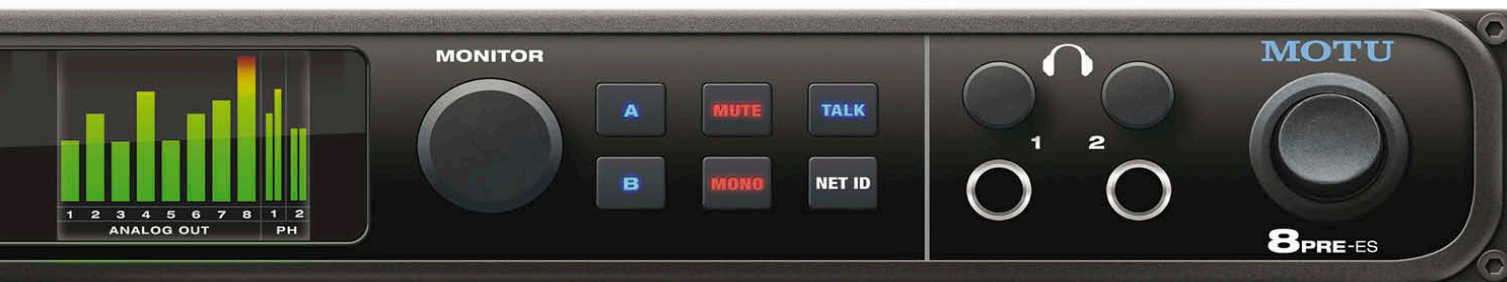 MONITOR
MOTU
A
MUTE
TALK
B
MONO
NET ID
1 2
1 2 3 4 5 6 7 8 1 2
ANALOG OUT PH
8PRE-ES